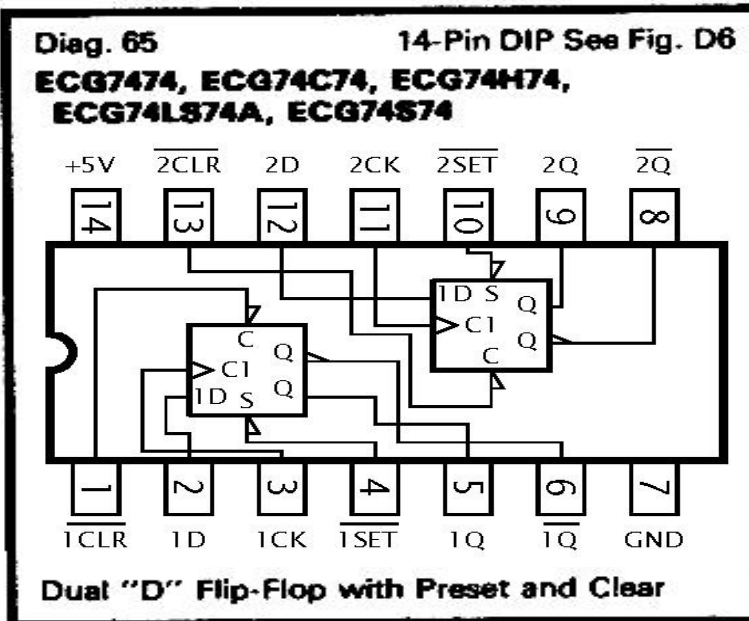 Diag. 65 14-Pin DIP See Fig. D6
ECG7474, ECG74C74, ECG74H74,
ECG74LS74A, ECG74S74
+5V 2CLR 2D 2CK 2SET 2Q 2Q
14 13 12 11 10 9 8
1D S Q
C1
Q
C
C
Q
C1
1D S Q
1 2 3 4 5 6 7
1CLR 1D 1CK 1SET 1Q 1Q GND
Dual "D" Flip-Flop with Preset and Clear